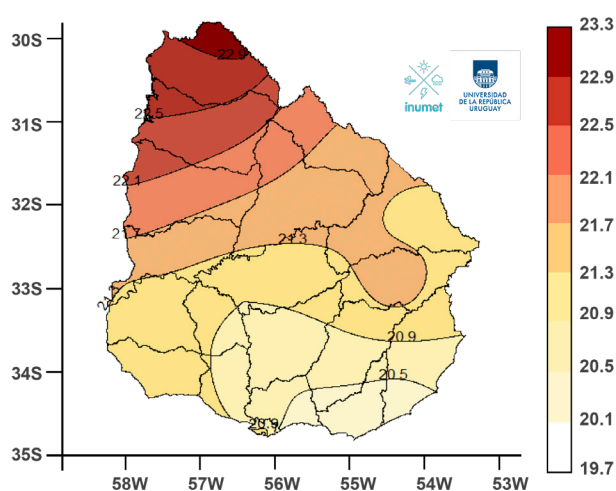 30S
31S
32S
33S
34S
35S
58W
57W
56W
55W
54W
53W
22.9
22.5
22.1
21.7
21.3
20.9
20.5
20.9
inumet
UNIVERSIDAD
DE LA REPÚBLICA
URUGUAY
23.3
22.9
22.5
22.1
21.7
21.3
20.9
20.5
20.1
19.7